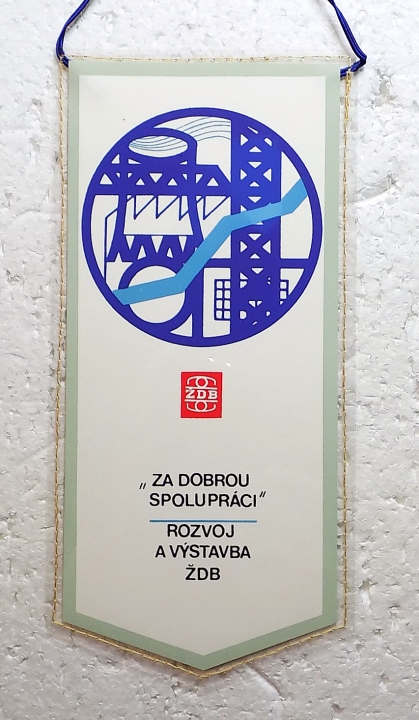 ŽDB
„ZA DOBROU
SPOLUPRÁCI"
ROZVOJ
A VÝSTAVBA
ŽDB